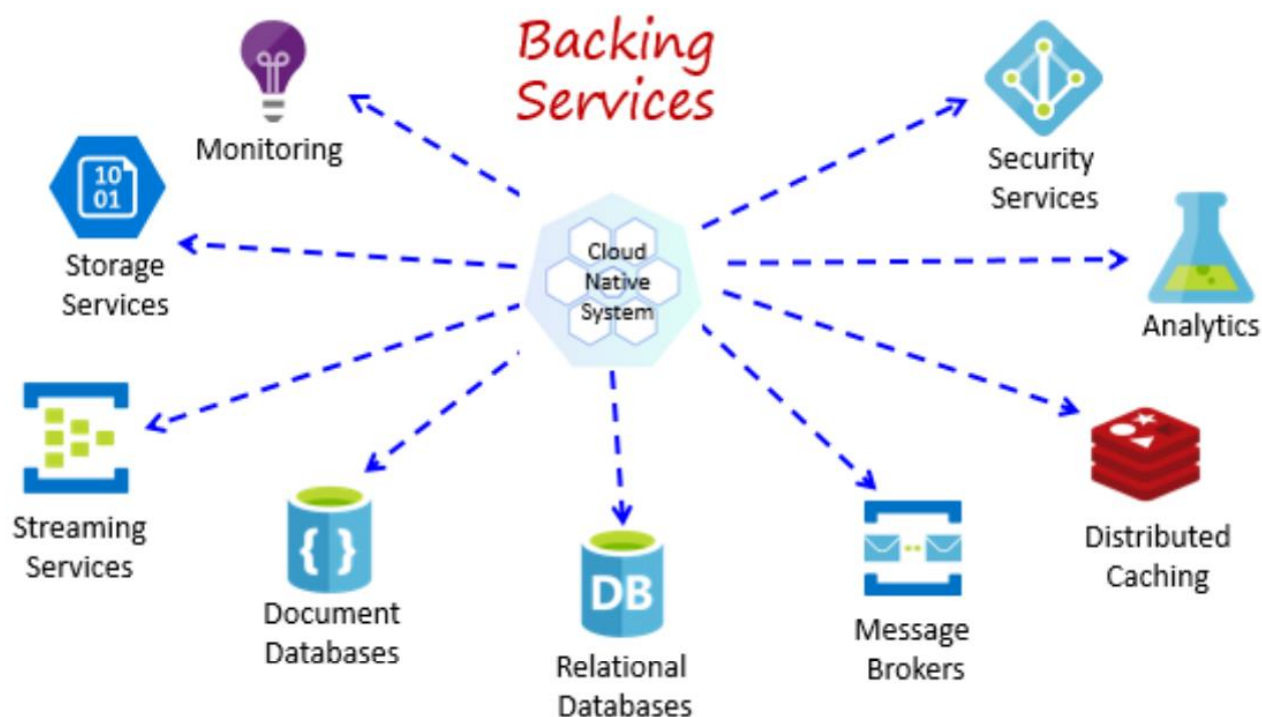 Backing
Services
Monitoring
Security
Services
10
01
Storage
Services
Cloud
Native
System
Analytics
Streaming
Services
{ }
Document
Databases
DB
Relational
Databases
Message
Brokers
Distributed
Caching